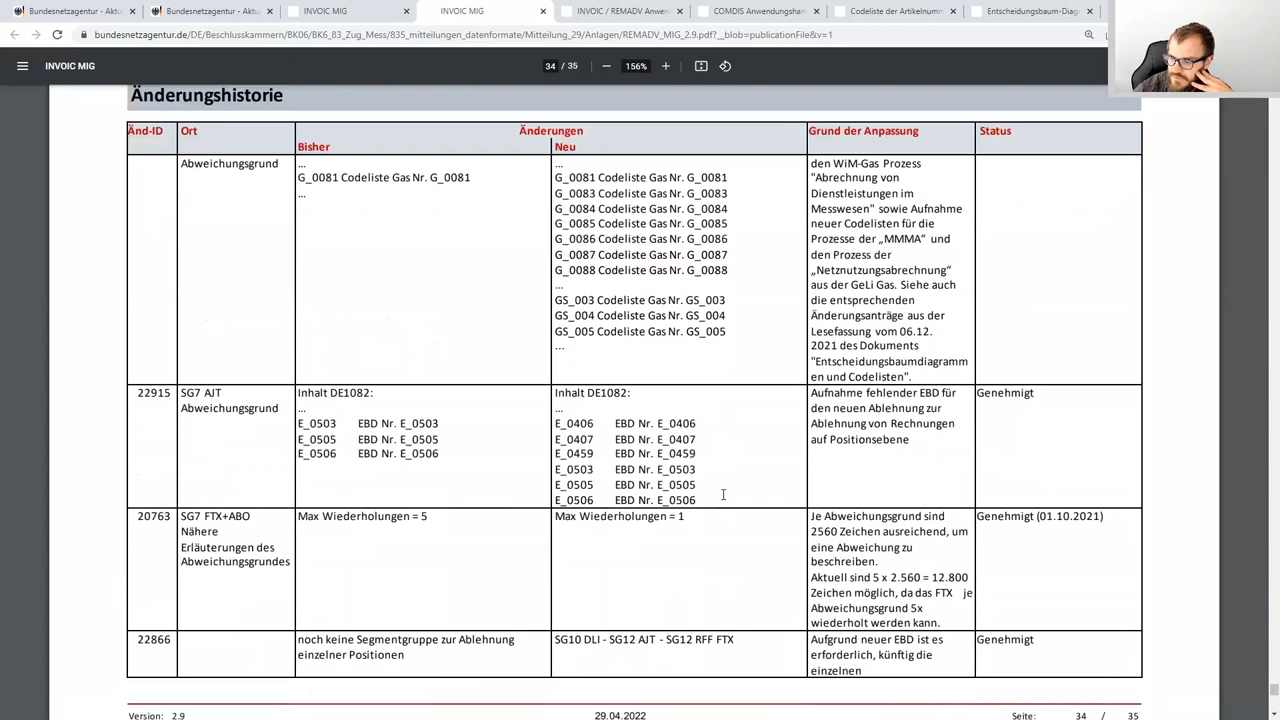 Bundesnetzagentur - Aktu
Bundesnetzagentur - Aktu
INVOIC MIG
INVOIC MIG
INVOIC / REMADV Anwen
COMDIS Anwendungshan
Codeliste der Artikelnumm
Entscheidungsbaum-Diag
bundesnetzagentur.de/DE/Beschlusskammern/BK06/BK6_83_Zug_Mess/835_mitteilungen_datenformate/Mitteilung_29/Anlagen/REMADV_MIG_2.9.pdf?__blob=publicationFile&v=1
INVOIC MIG
34 / 35
156%
Änderungshistorie
Änd-ID Ort Änderungen Grund der Anpassung Status
Bisher Neu
Abweichungsgrund
...
G_0081 Codeliste Gas Nr. G_0081
...
...
G_0081 Codeliste Gas Nr. G_0081
G_0083 Codeliste Gas Nr. G_0083
G_0084 Codeliste Gas Nr. G_0084
G_0085 Codeliste Gas Nr. G_0085
G_0086 Codeliste Gas Nr. G_0086
G_0087 Codeliste Gas Nr. G_0087
G_0088 Codeliste Gas Nr. G_0088
...
GS_003 Codeliste Gas Nr. GS_003
GS_004 Codeliste Gas Nr. GS_004
GS_005 Codeliste Gas Nr. GS_005
...
den WiM-Gas Prozess
"Abrechnung von
Dienstleistungen im
Messwesen" sowie Aufnahme
neuer Codelisten für die
Prozesse der „MMMA“ und
den Prozess der
„Netznutzungsabrechnung“
aus der GeLi Gas. Siehe auch
die entsprechenden
Änderungsanträge aus der
Lesefassung vom 06.12.
2021 des Dokuments
"Entscheidungsbaumdiagramm
en und Codelisten".
22915
SG7 AJT
Abweichungsgrund
Inhalt DE1082:
...
E_0503 EBD Nr. E_0503
E_0505 EBD Nr. E_0505
E_0506 EBD Nr. E_0506
Inhalt DE1082:
...
E_0406 EBD Nr. E_0406
E_0407 EBD Nr. E_0407
E_0459 EBD Nr. E_0459
E_0503 EBD Nr. E_0503
E_0505 EBD Nr. E_0505
E_0506 EBD Nr. E_0506
Aufnahme fehlender EBD für
den neuen Ablehnung zur
Ablehnung von Rechnungen
auf Positionsebene
Genehmigt
20763
SG7 FTX+ABO
Nähere
Erläuterungen des
Abweichungsgrundes
Max Wiederholungen = 5
Max Wiederholungen = 1
Je Abweichungsgrund sind
2560 Zeichen ausreichend, um
eine Abweichung zu
beschreiben.
Aktuell sind 5 x 2.560 = 12.800
Zeichen möglich, da das FTX je
Abweichungsgrund 5x
wiederholt werden kann.
Genehmigt (01.10.2021)
22866
noch keine Segmentgruppe zur Ablehnung
einzelner Positionen
SG10 DLI - SG12 AJT - SG12 RFF FTX
Aufgrund neuer EBD ist es
erforderlich, künftig die
einzelnen
Genehmigt
Version: 2.9 29.04.2022 Seite: 34 / 35